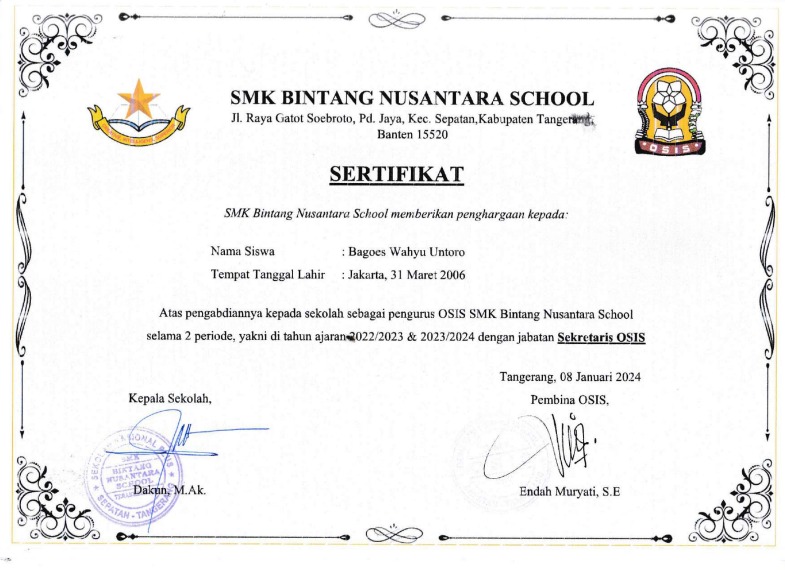 SMK BINTANG NUSANTARA SCHOOL
Jl. Raya Gatot Soebroto, Pd. Jaya, Kec. Sepatan,Kabupaten Tangerang
Banten 15520
OSIS
SERTIFIKAT
SMK Bintang Nusantara School memberikan penghargaan kepada:
Nama Siswa : Bagoes Wahyu Untoro
Tempat Tanggal Lahir : Jakarta, 31 Maret 2006
Atas pengabdiannya kepada sekolah sebagai pengurus OSIS SMK Bintang Nusantara School
selama 2 periode, yakni di tahun ajaran 2022/2023 & 2023/2024 dengan jabatan Sekretaris OSIS
Tangerang, 08 Januari 2024
Kepala Sekolah,
Pembina OSIS,
SMK
BINTANG
NUSANTARA
SCHOOL
SEPATAN - TANGERANG
Dakun, M.Ak.
Endah Muryati, S.E